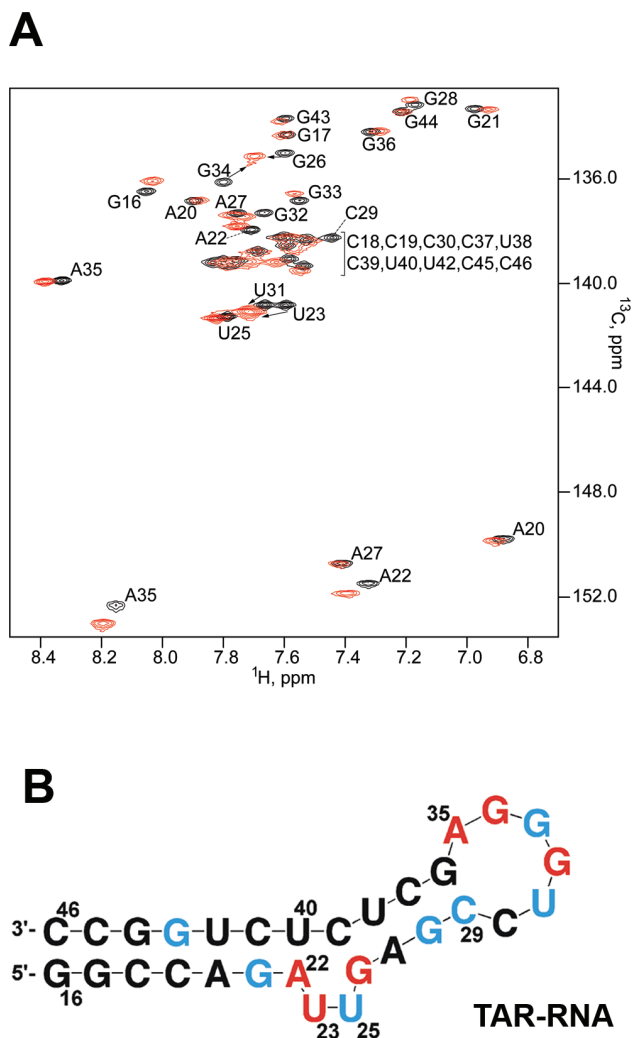 A
G43
G28
G17
G44
G21
G34
G26
G36
136.0
G16
G33
A20
A27
G32
C29
A22
C18,C19,C30,C37,U38
C39,U40,U42,C45,C46
A35
140.0
U31
U23
U25
¹³C, ppm
144.0
148.0
A20
A27
A22
A35
152.0
8.4 8.2 8.0 7.8 7.6 7.4 7.2 7.0 6.8
¹H, ppm
B
35
A G G G
G U
C C
U C 29
46 40 G
3'- C C G G U C U C A
5'- G G C C A G A 22 G
16
U U
23 25
TAR-RNA